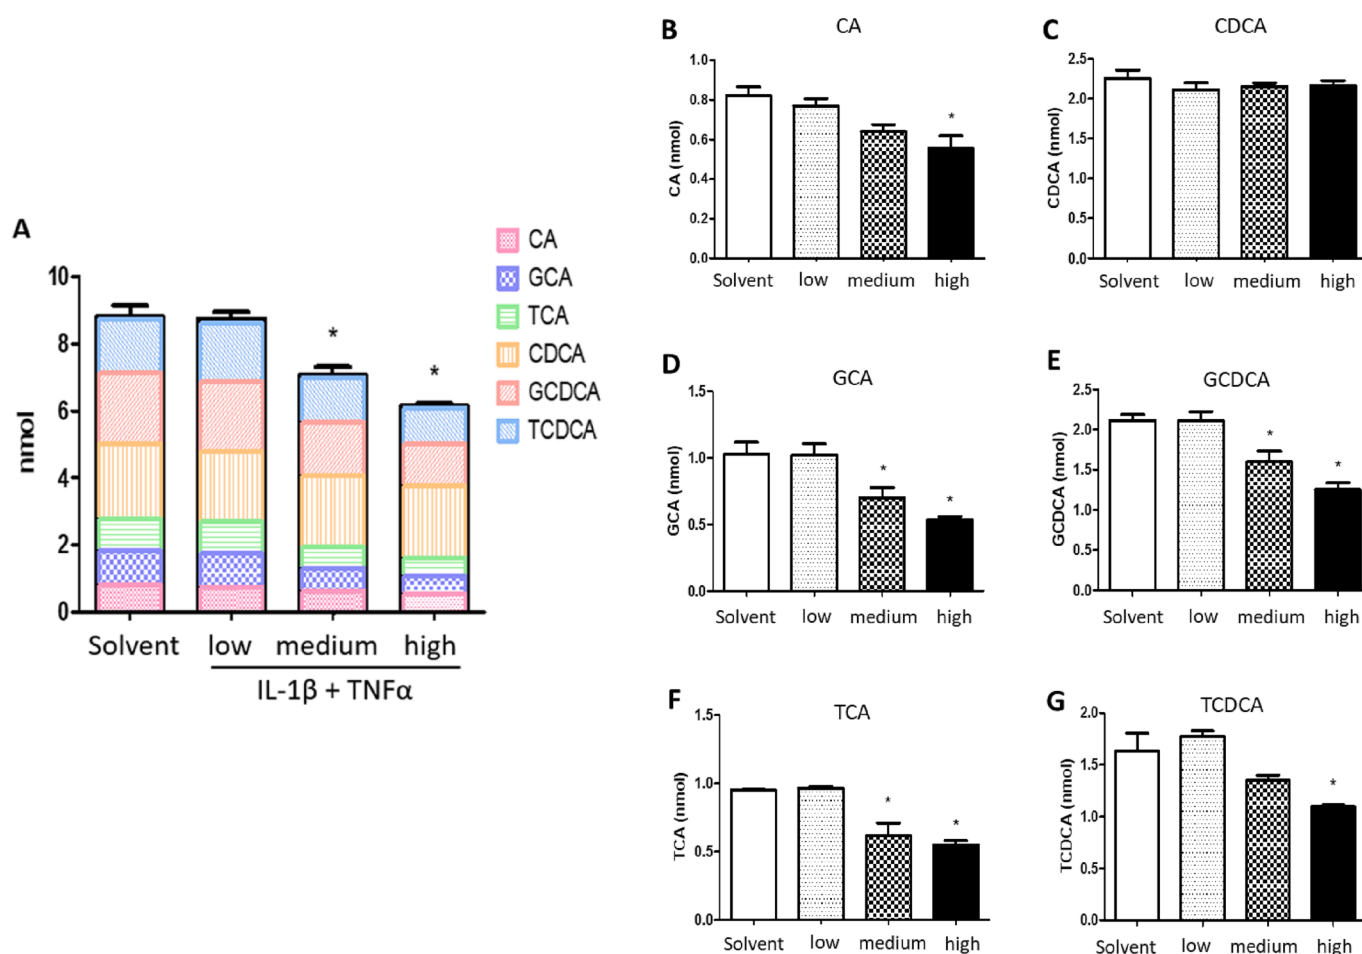 A
10
8
6
4
2
0
nmol
Solvent low medium high
IL-1β + TNFα
* *
CA
GCA
TCA
CDCA
GCDCA
TCDCA
B
CA
CA (nmol)
1.0
0.8
0.6
0.4
0.2
0.0
*
Solvent low medium high
C
CDCA
CDCA (nmol)
2.5
2.0
1.5
1.0
0.5
0.0
Solvent low medium high
D
GCA
GCA (nmol)
1.5
1.0
0.5
0.0
* *
Solvent low medium high
E
GCDCA
GCDCA (nmol)
2.5
2.0
1.5
1.0
0.5
0.0
* *
Solvent low medium high
F
TCA
TCA (nmol)
1.5
1.0
0.5
0.0
* *
Solvent low medium high
G
TCDCA
TCDCA (nmol)
2.0
1.5
1.0
0.5
0.0
*
Solvent low medium high